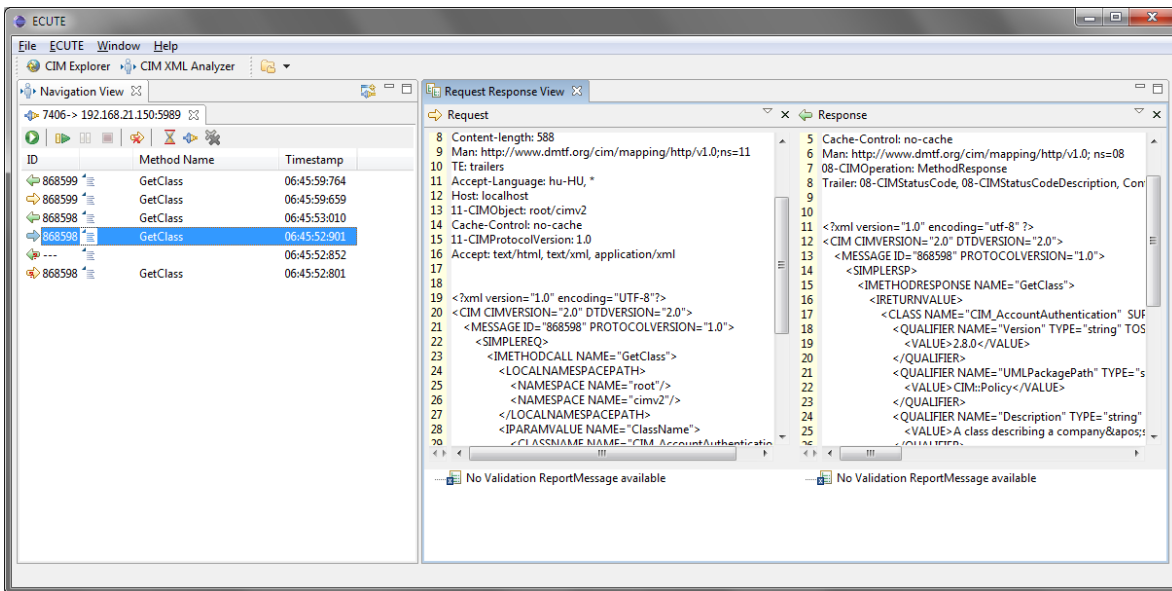 ECUTE
File ECUTE Window Help
CIM Explorer CIM XML Analyzer
Navigation View
7406-> 192.168.21.150:5989
ID Method Name Timestamp
868599 GetClass 06:45:59:764
868599 GetClass 06:45:59:659
868598 GetClass 06:45:53:010
868598 GetClass 06:45:52:901
--- 06:45:52:852
868598 GetClass 06:45:52:801
Request Response View
Request
8 Content-length: 588
9 Man: http://www.dmtf.org/cim/mapping/http/v1.0;ns=11
10 TE: trailers
11 Accept-Language: hu-HU, *
12 Host: localhost
13 11-CIMObject: root/cimv2
14 Cache-Control: no-cache
15 11-CIMProtocolVersion: 1.0
16 Accept: text/html, text/xml, application/xml
17
18
19 <?xml version="1.0" encoding="UTF-8"?>
20 <CIM CIMVERSION="2.0" DTDVERSION="2.0">
21 <MESSAGE ID="868598" PROTOCOLVERSION="1.0">
22 <SIMPLEREQ>
23 <IMETHODCALL NAME="GetClass">
24 <LOCALNAMESPACEPATH>
25 <NAMESPACE NAME="root"/>
26 <NAMESPACE NAME="cimv2"/>
27 </LOCALNAMESPACEPATH>
28 <IPARAMVALUE NAME="ClassName">
29 <CLASSNAME NAME="CIM_AccountAuthenticatio
No Validation ReportMessage available
Response
5 Cache-Control: no-cache
6 Man: http://www.dmtf.org/cim/mapping/http/v1.0; ns=08
7 08-CIMOperation: MethodResponse
8 Trailer: 08-CIMStatusCode, 08-CIMStatusCodeDescription, Con
9
10
11 <?xml version="1.0" encoding="utf-8" ?>
12 <CIM CIMVERSION="2.0" DTDVERSION="2.0">
13 <MESSAGE ID="868598" PROTOCOLVERSION="1.0">
14 <SIMPLERSP>
15 <IMETHODRESPONSE NAME="GetClass">
16 <IRETURNVALUE>
17 <CLASS NAME="CIM_AccountAuthentication" SUP
18 <QUALIFIER NAME="Version" TYPE="string" TOS
19 <VALUE>2.8.0</VALUE>
20 </QUALIFIER>
21 <QUALIFIER NAME="UMLPackagePath" TYPE="s
22 <VALUE>CIM::Policy</VALUE>
23 </QUALIFIER>
24 <QUALIFIER NAME="Description" TYPE="string"
25 <VALUE>A class describing a company&apos;s
26 </QUALIFIER>
No Validation ReportMessage available